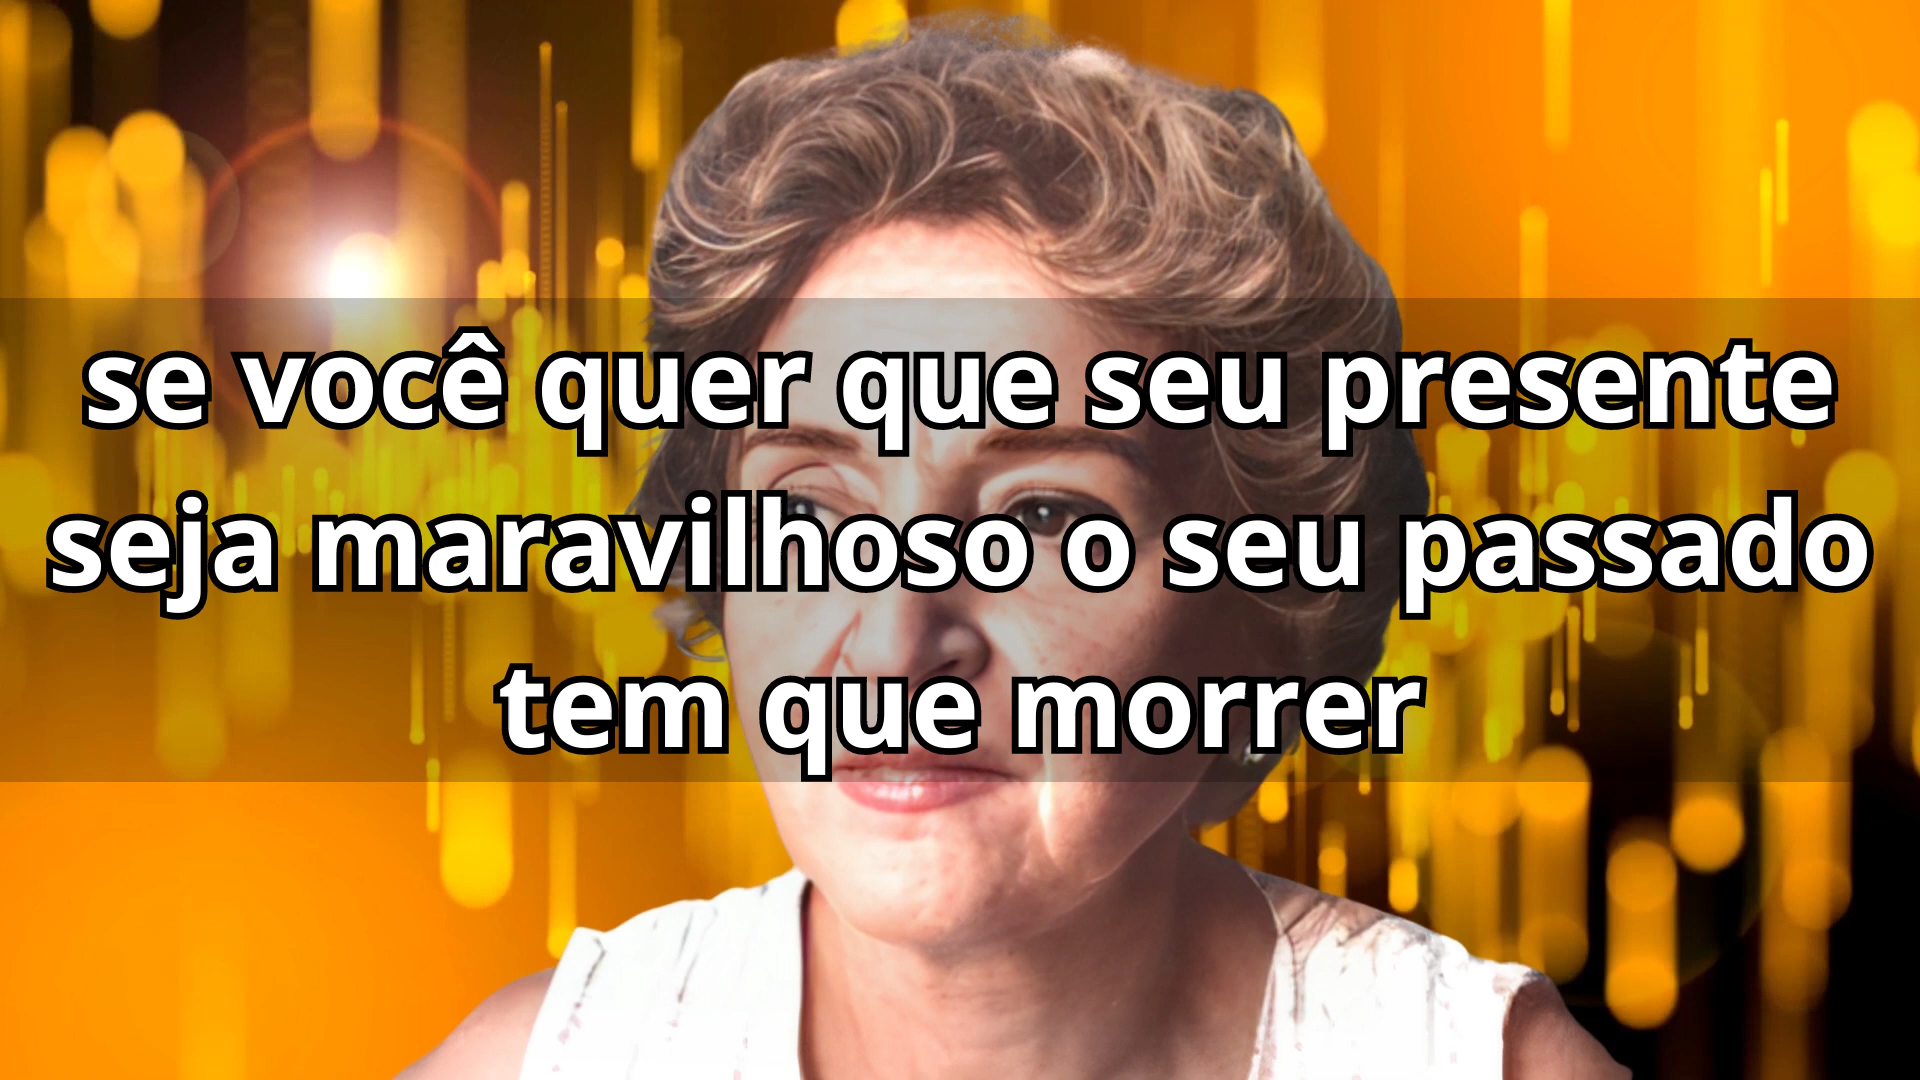 se você quer que seu presente
seja maravilhoso o seu passado
tem que morrer